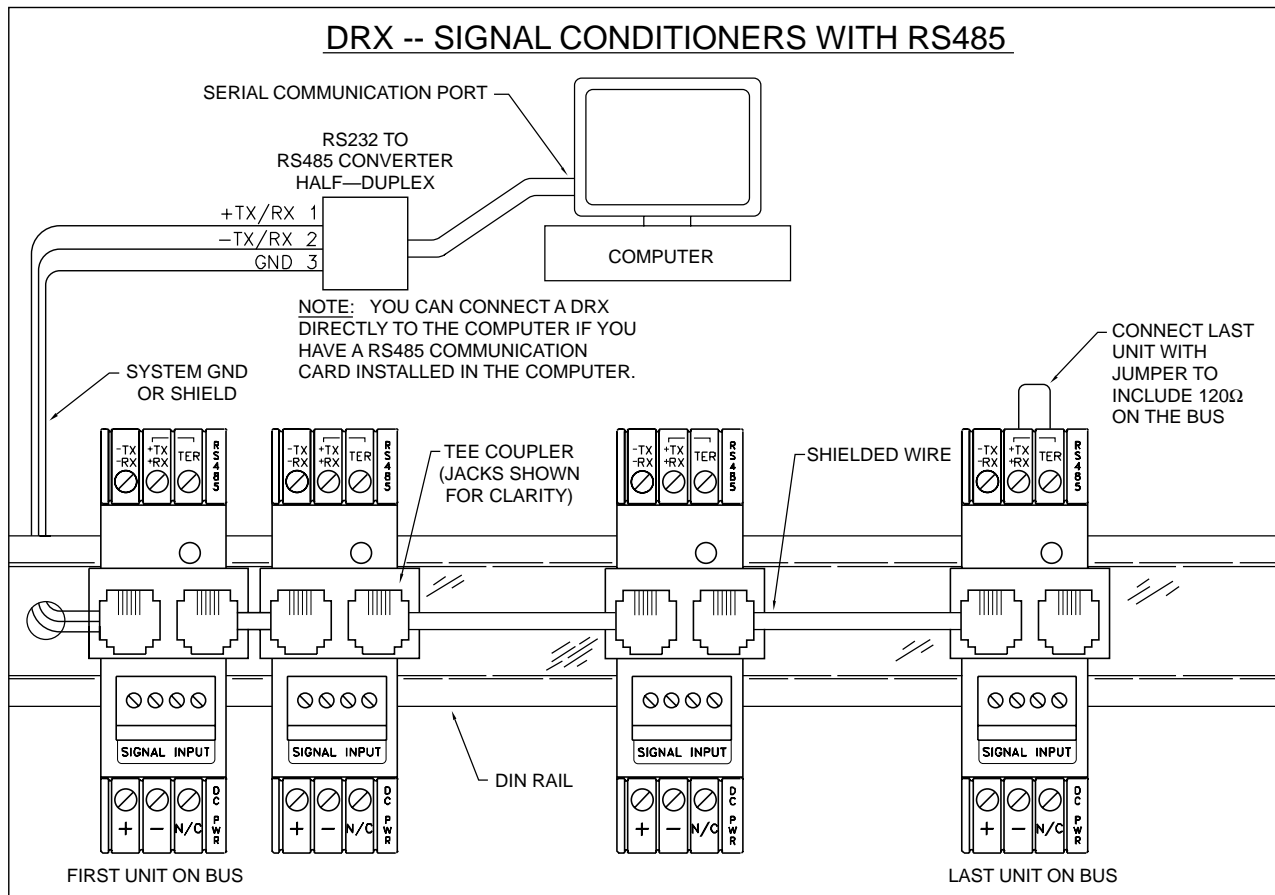 DRX -- SIGNAL CONDITIONERS WITH RS485
SERIAL COMMUNICATION PORT
RS232 TO
RS485 CONVERTER
HALF—DUPLEX
+TX/RX 1
−TX/RX 2
GND 3
COMPUTER
NOTE: YOU CAN CONNECT A DRX
DIRECTLY TO THE COMPUTER IF YOU
HAVE A RS485 COMMUNICATION
CARD INSTALLED IN THE COMPUTER.
SYSTEM GND
OR SHIELD
CONNECT LAST
UNIT WITH
JUMPER TO
INCLUDE 120Ω
ON THE BUS
TEE COUPLER
(JACKS SHOWN
FOR CLARITY)
SHIELDED WIRE
-TX +TX
-RX +RX TER
RS485
-TX +TX
-RX +RX TER
RS485
-TX +TX
-RX +RX TER
RS485
-TX +TX
-RX +RX TER
RS485
SIGNAL INPUT
SIGNAL INPUT
SIGNAL INPUT
SIGNAL INPUT
DIN RAIL
+ − N/C
DC PWR
+ − N/C
DC PWR
+ − N/C
DC PWR
+ − N/C
DC PWR
FIRST UNIT ON BUS
LAST UNIT ON BUS